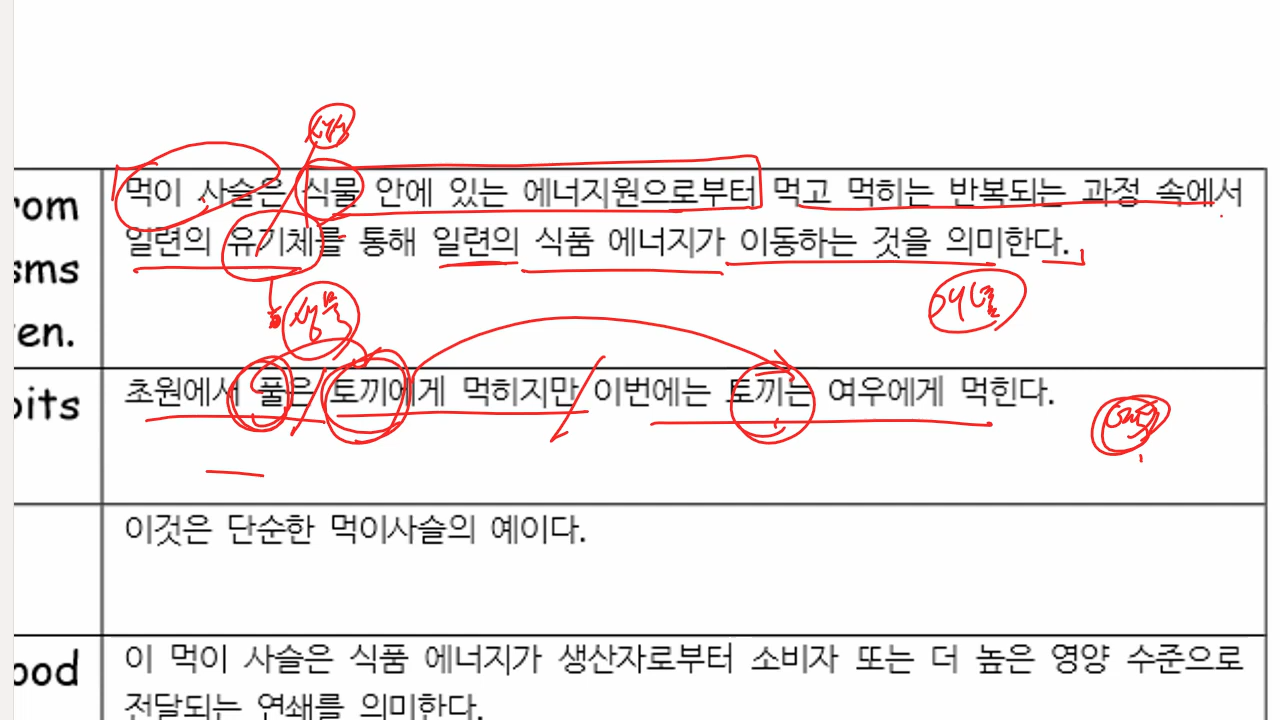 rom
먹이 사슬은 식물 안에 있는 에너지원으로부터 먹고 먹히는 반복되는 과정 속에서
sms
일련의 유기체를 통해 일련의 식품 에너지가 이동하는 것을 의미한다.
en.
생물
bits
초원에서 풀은 토끼에게 먹히지만 이번에는 토끼는 여우에게 먹힌다.
이것은 단순한 먹이사슬의 예이다.
ood
이 먹이 사슬은 식품 에너지가 생산자로부터 소비자 또는 더 높은 영양 수준으로
전달되는 연쇄를 의미한다.